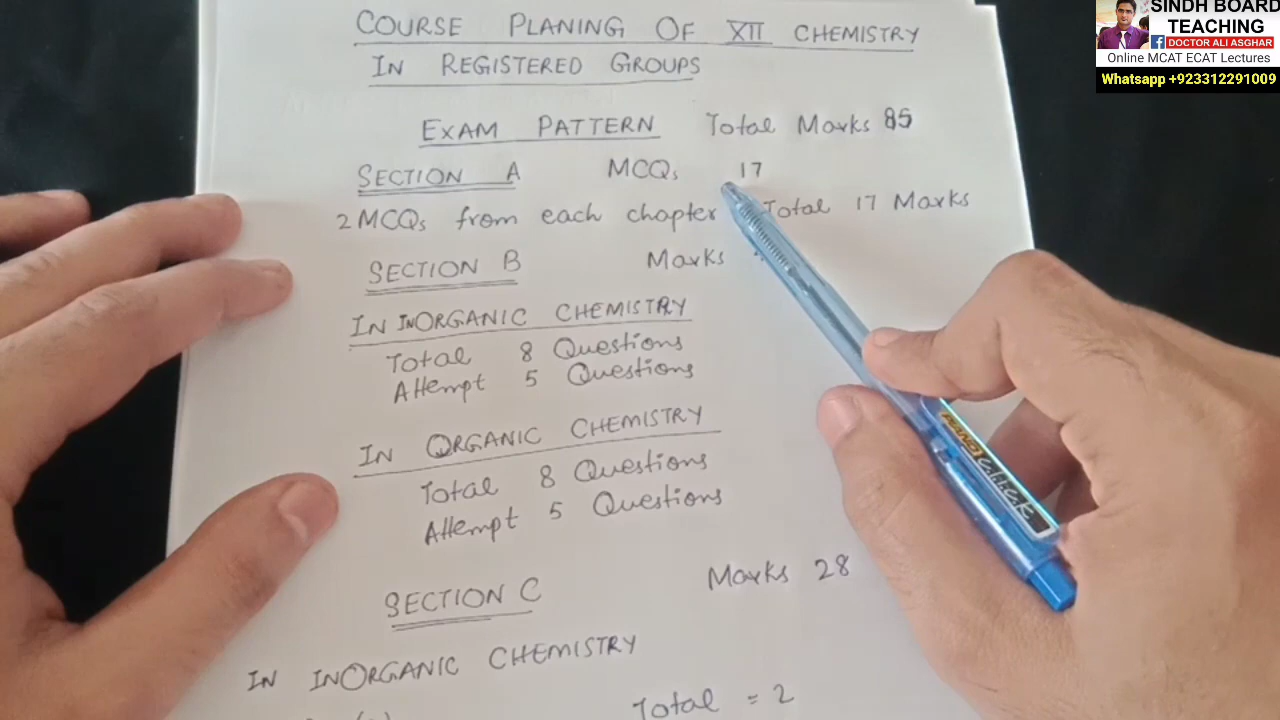 COURSE PLANING OF XII CHEMISTRY
IN REGISTERED GROUPS
EXAM PATTERN Total Marks 85
SECTION A MCQs 17
2 MCQs from each chapter Total 17 Marks
SECTION B Marks
IN INORGANIC CHEMISTRY
Total 8 Questions
Attempt 5 Questions
IN ORGANIC CHEMISTRY
Total 8 Questions
Attempt 5 Questions
SECTION C Marks 28
IN INORGANIC CHEMISTRY
Total = 2
SINDH BOARD
TEACHING
DOCTOR ALI ASGHAR
Online MCAT ECAT Lectures
Whatsapp +923312291009
PIANO Click